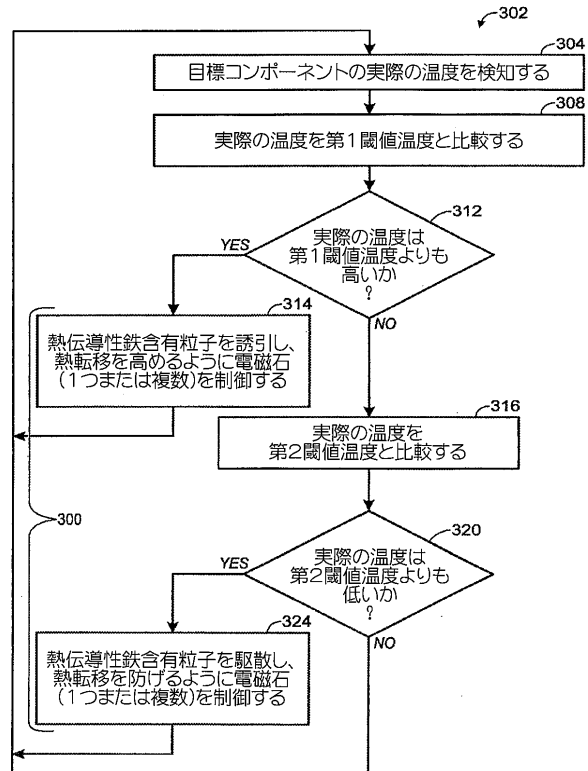 302
304
目標コンポーネントの実際の温度を検知する
308
実際の温度を第1閾値温度と比較する
312
実際の温度は
第1閾値温度よりも
高いか
?
YES
NO
314
熱伝導性鉄含有粒子を誘引し、
熱転移を高めるように電磁石
(1つまたは複数)を制御する
316
実際の温度を
第2閾値温度と比較する
300
320
実際の温度は
第2閾値温度よりも
低いか
?
YES
NO
324
熱伝導性鉄含有粒子を駆散し、
熱転移を防げるように電磁石
(1つまたは複数)を制御する